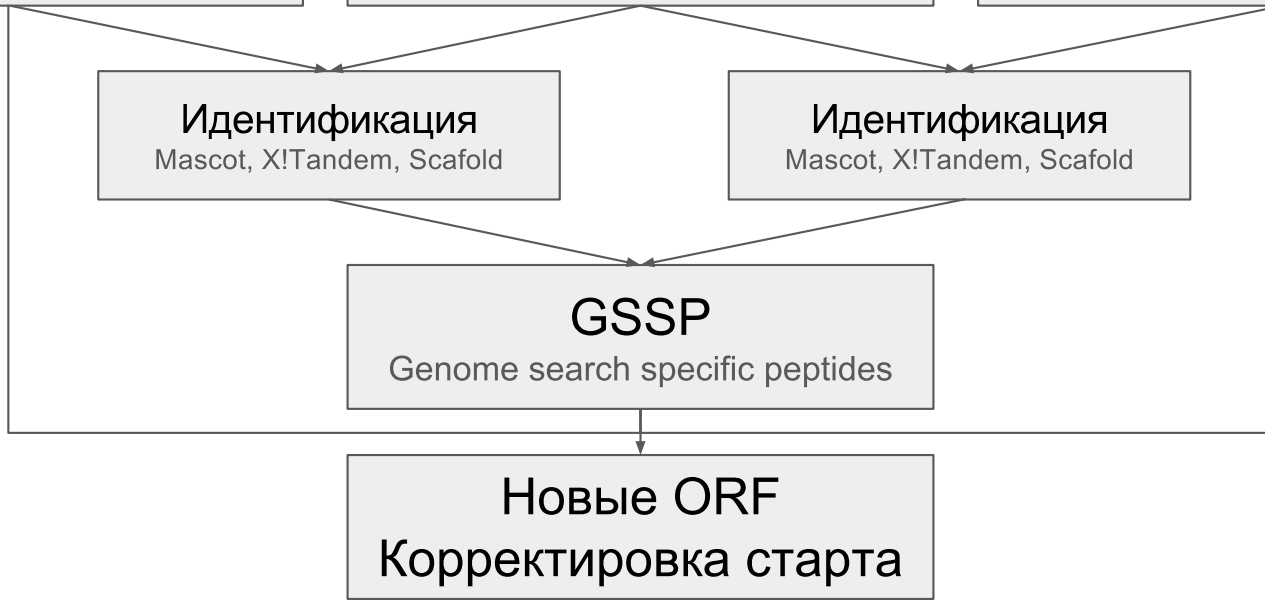 Идентификация
Mascot, X!Tandem, Scafold
Идентификация
Mascot, X!Tandem, Scafold
GSSP
Genome search specific peptides
Новые ORF
Корректировка старта